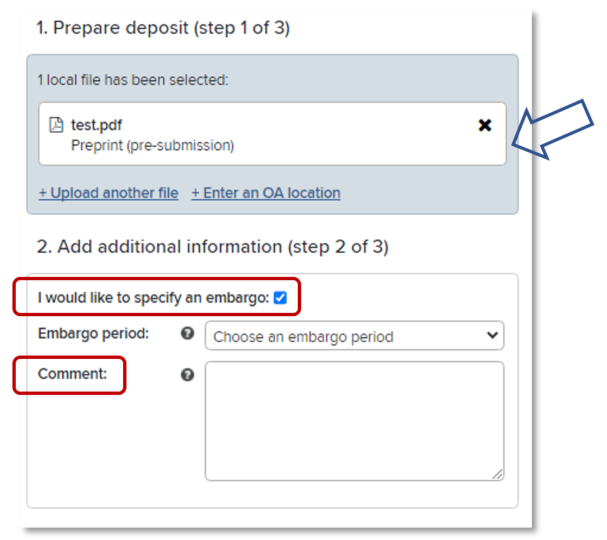 1. Prepare deposit (step 1 of 3)
1 local file has been selected:
test.pdf
Preprint (pre-submission)
+ Upload another file + Enter an OA location
2. Add additional information (step 2 of 3)
I would like to specify an embargo:
Embargo period: ? Choose an embargo period
Comment: ?